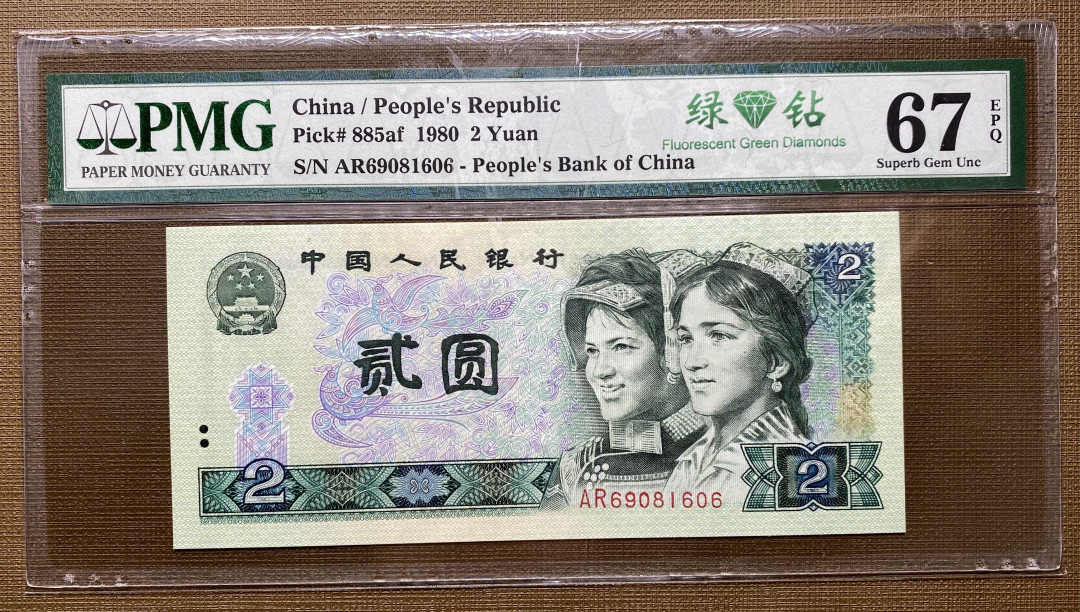 PMG
PAPER MONEY GUARANTY
China / People's Republic
Pick# 885af 1980 2 Yuan
S/N AR69081606 - People's Bank of China
绿 钻
Fluorescent Green Diamonds
67
EPQ
Superb Gem Unc
中国人民银行
2
贰圆
2
AR69081606
2